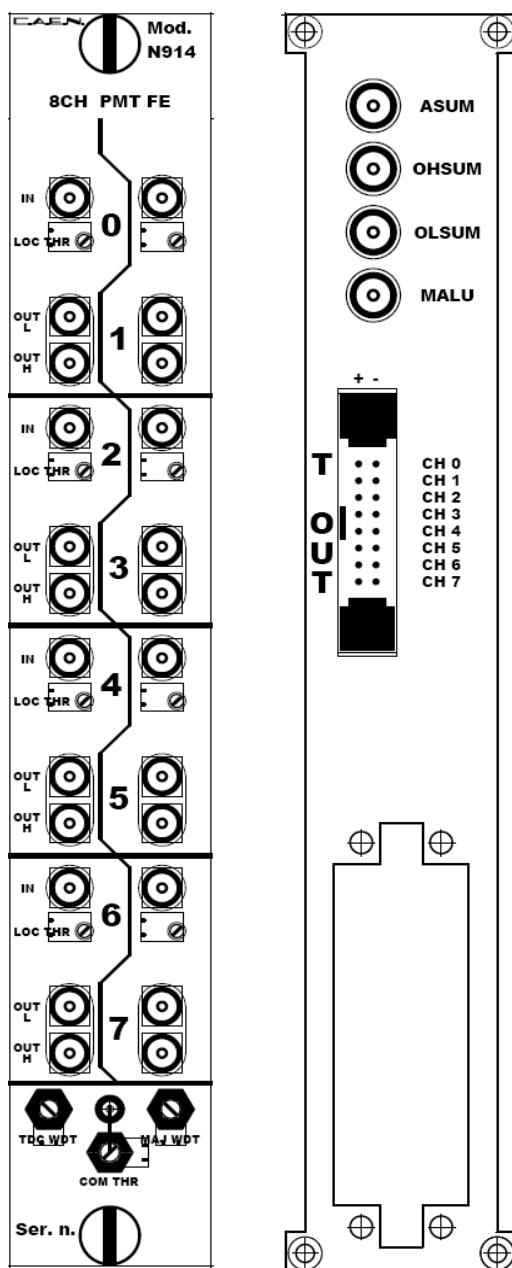 C.A.E.N.
Mod.
N914
8CH PMT FE
IN
LOC THR
0
OUT
L
OUT
H
1
IN
LOC THR
2
OUT
L
OUT
H
3
IN
LOC THR
4
OUT
L
OUT
H
5
IN
LOC THR
6
OUT
L
OUT
H
7
TDC WDT
MAJ WDT
COM THR
Ser. n.
ASUM
OHSUM
OLSUM
MALU
+ -
T OUT
CH 0
CH 1
CH 2
CH 3
CH 4
CH 5
CH 6
CH 7